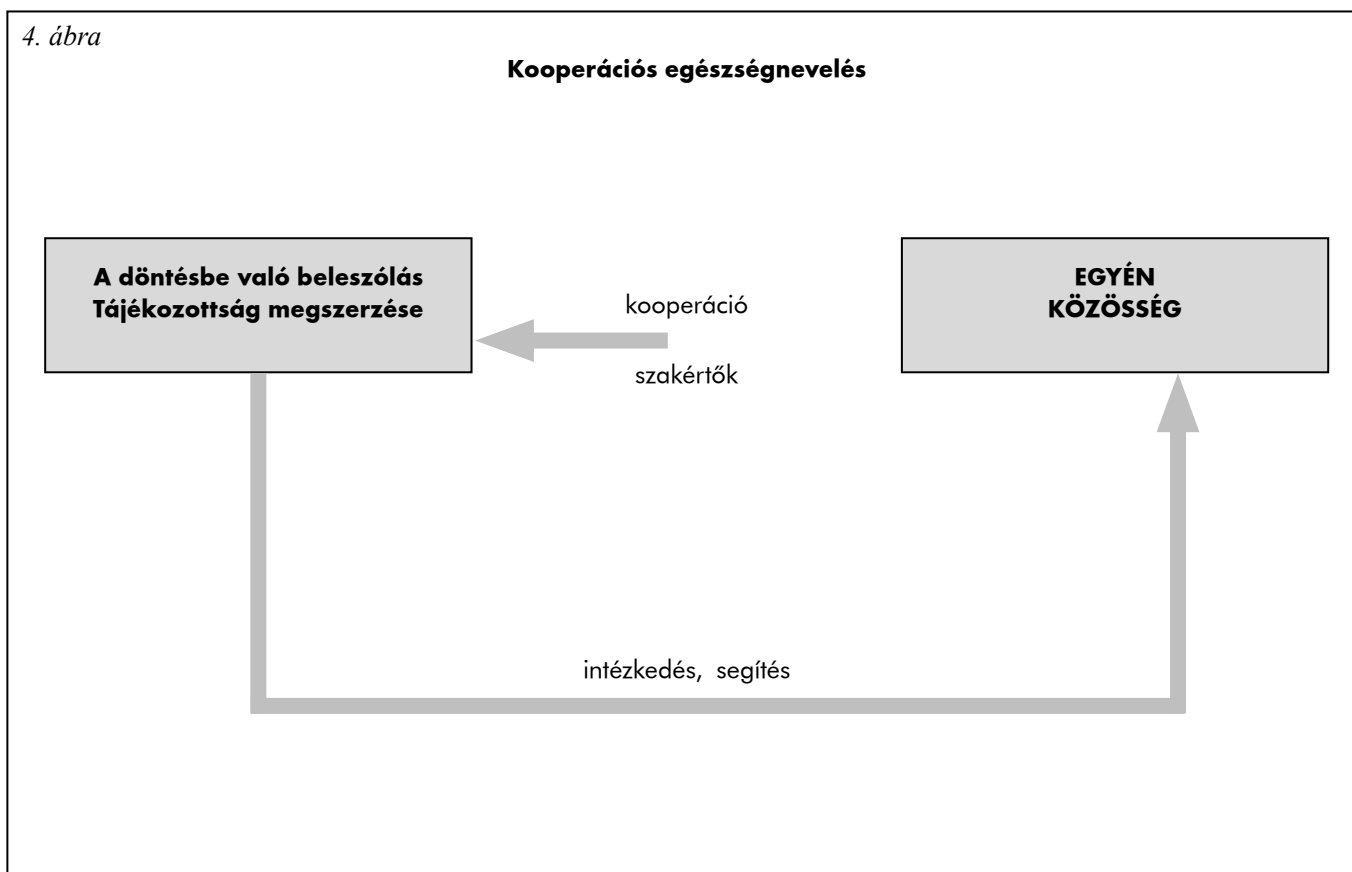 4. ábra
Kooperációs egészségnevelés
A döntésbe való beleszólás
Tájékozottság megszerzése
kooperáció
szakértők
EGYÉN
KÖZÖSSÉG
intézkedés, segítés